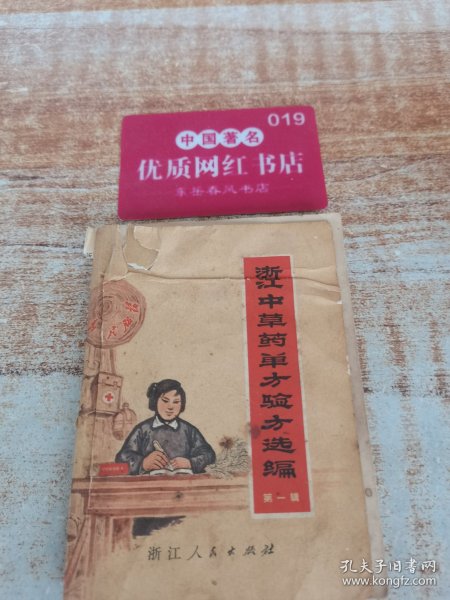 019
中国著名
优质网红书店
东岳春风书店
浙江中草药单方验方选编
第一辑
浙江人民出版社
孔夫子旧书网
www.kongfz.com